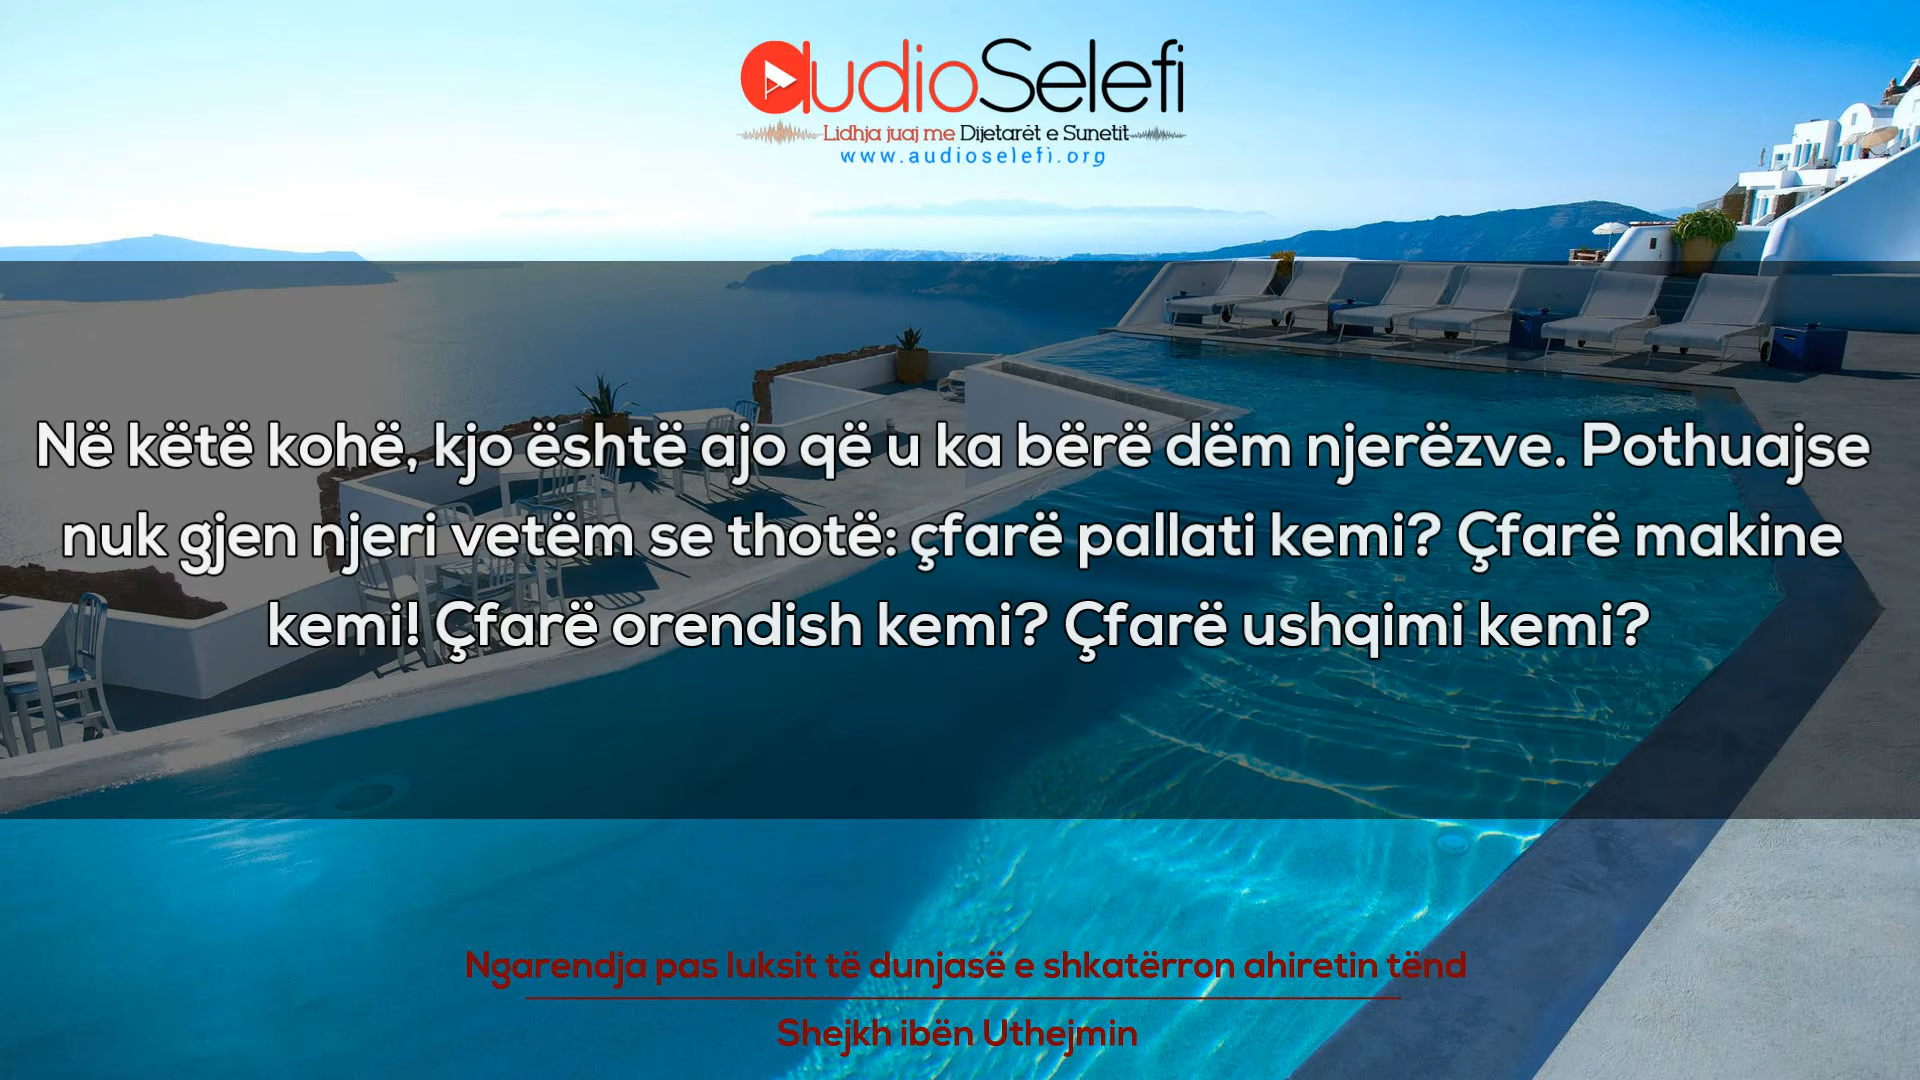 audioSelefi
Lidhja juaj me Dijetarët e Sunetit
www.audioselefi.org
Në këtë kohë, kjo është ajo që u ka bërë dëm njerëzve. Pothuajse
nuk gjen njeri vetëm se thotë: çfarë pallati kemi? Çfarë makine
kemi! Çfarë orendish kemi? Çfarë ushqimi kemi?
Ngarendja pas luksit të dunjasë e shkatërron ahiretin tënd
Shejkh ibën Uthejmin